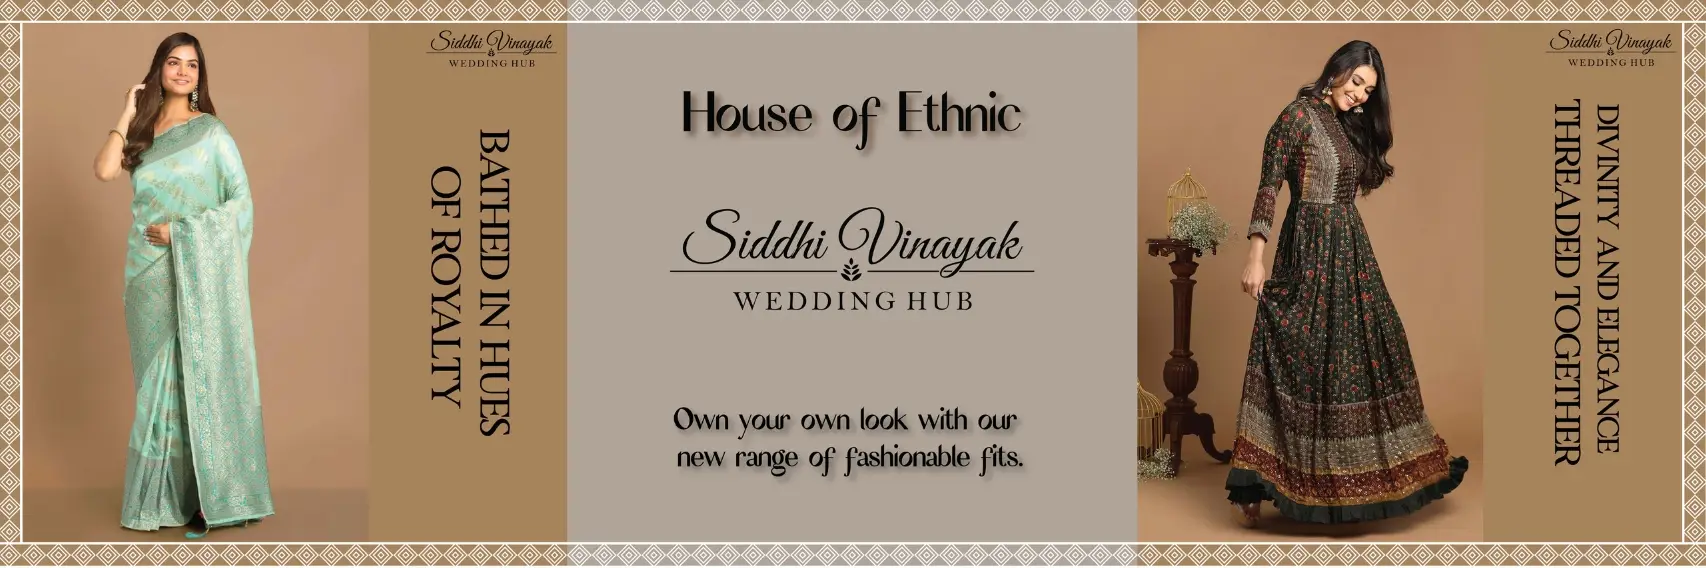 Siddhi Vinayak
WEDDING HUB
BATHED IN HUES
OF ROYALTY
House of Ethnic
Siddhi Vinayak
WEDDING HUB
Own your own look with our
new range of fashionable fits.
Siddhi Vinayak
WEDDING HUB
DIVINITY AND ELEGANCE
THREADED TOGETHER